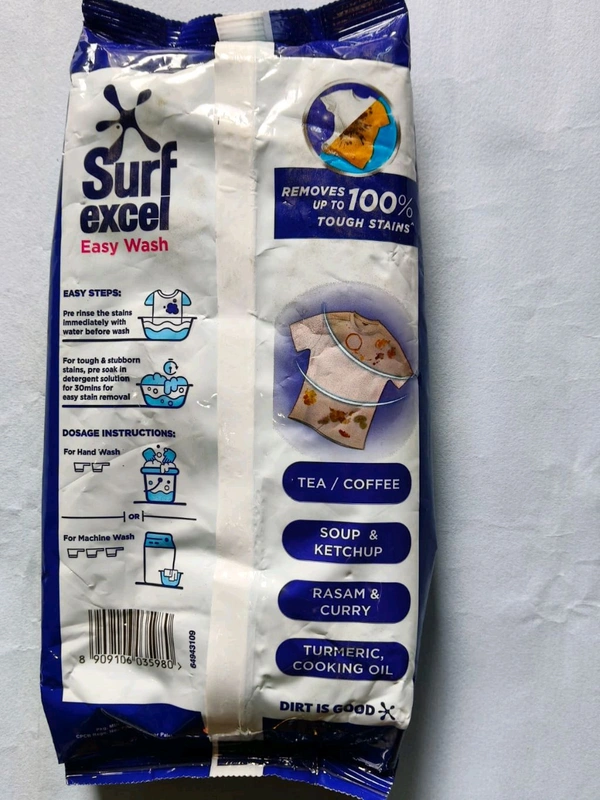 Surf
excel
Easy Wash
EASY STEPS:
Pre rinse the stains
immediately with
water before wash
For tough & stubborn
stains, pre soak in
detergent solution
for 30mins for
easy stain removal
DOSAGE INSTRUCTIONS:
For Hand Wash
OR
For Machine Wash
8 909106 035980
64943109
REMOVES
UP TO 100%
TOUGH STAINS^
TEA / COFFEE
SOUP &
KETCHUP
RASAM &
CURRY
TURMERIC,
COOKING OIL
DIRT IS GOOD